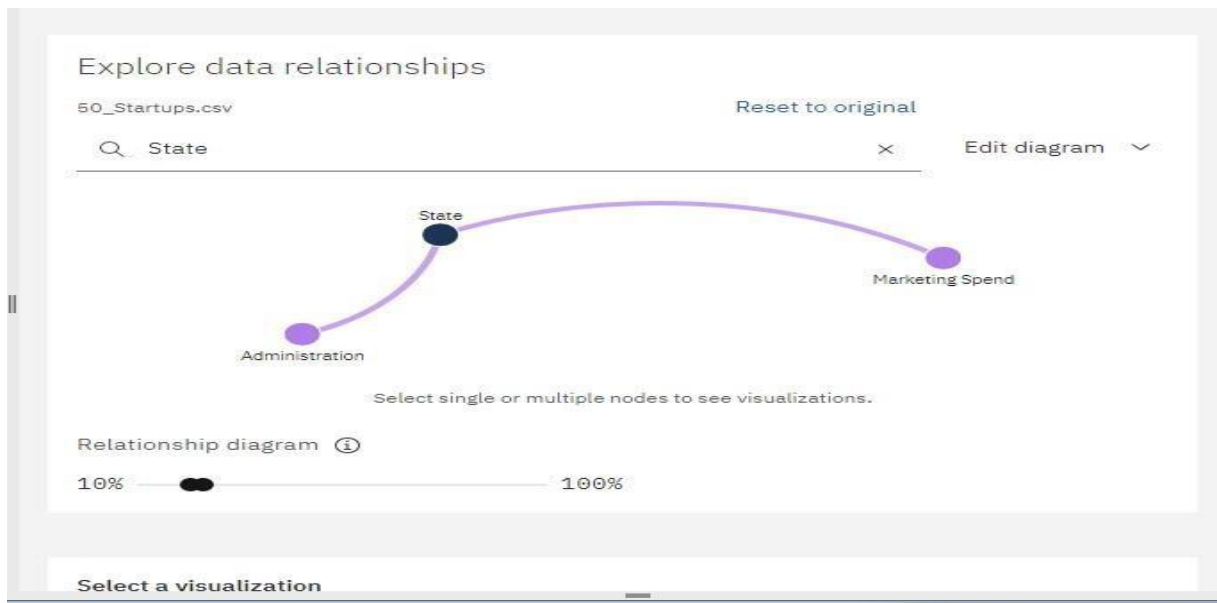 Explore data relationships
50_Startups.csv
Reset to original
State
×
Edit diagram
State
Marketing Spend
Administration
Select single or multiple nodes to see visualizations.
Relationship diagram
10%
100%
Select a visualization